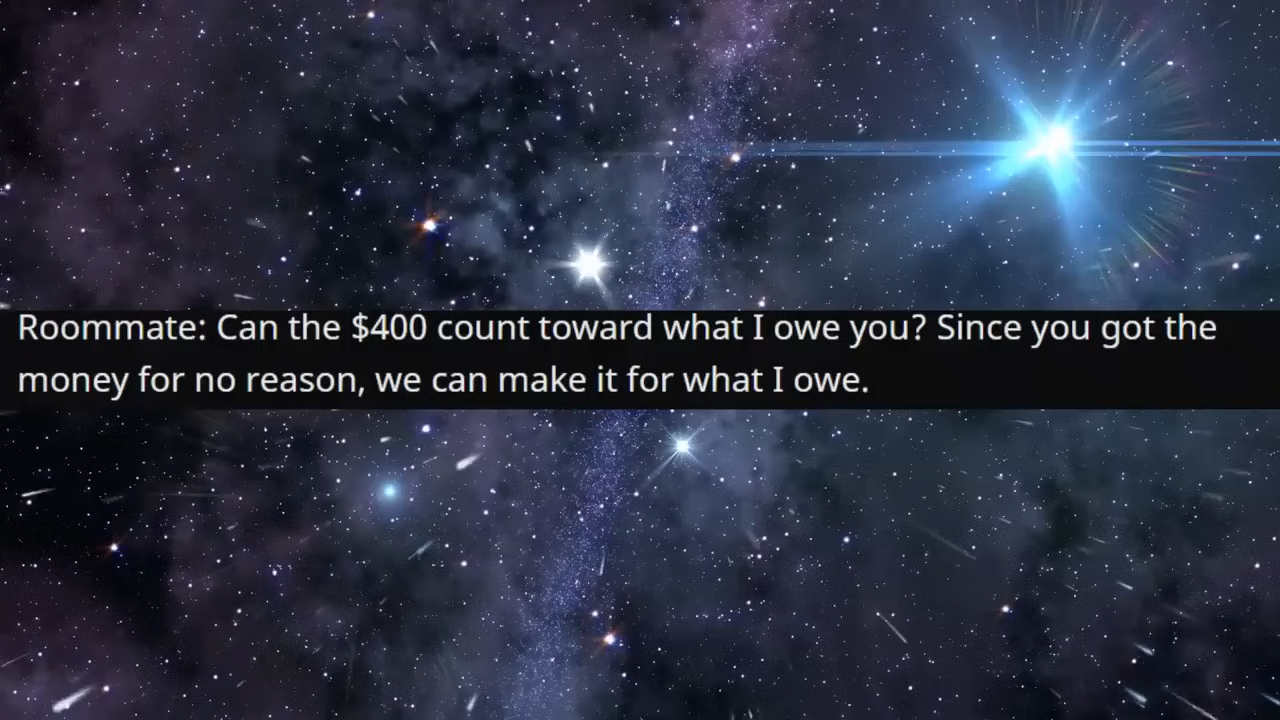 Roommate: Can the $400 count toward what I owe you? Since you got the
money for no reason, we can make it for what I owe.